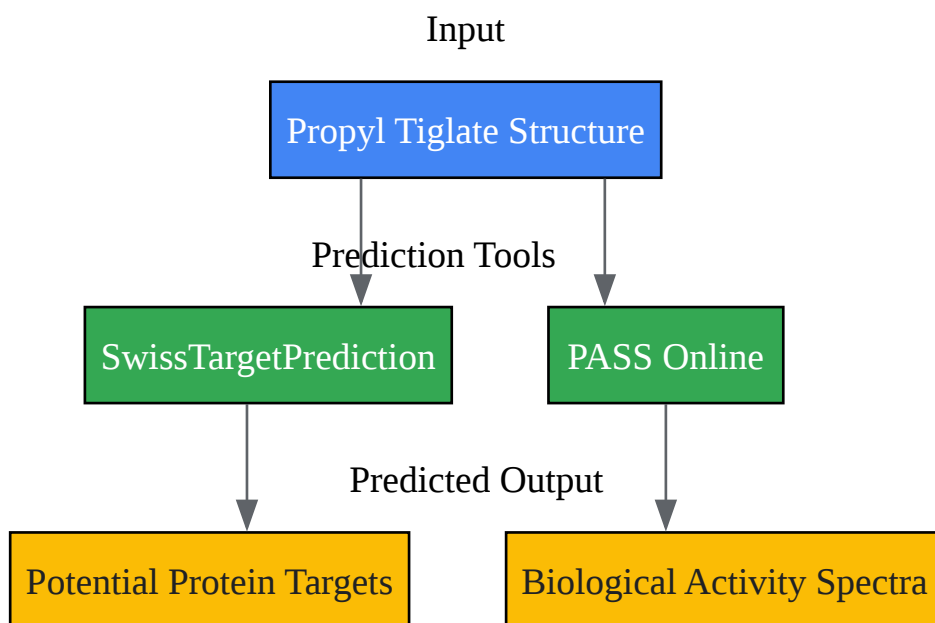 Input
Propyl Tiglate Structure
Prediction Tools
SwissTargetPrediction
PASS Online
Predicted Output
Potential Protein Targets
Biological Activity Spectra